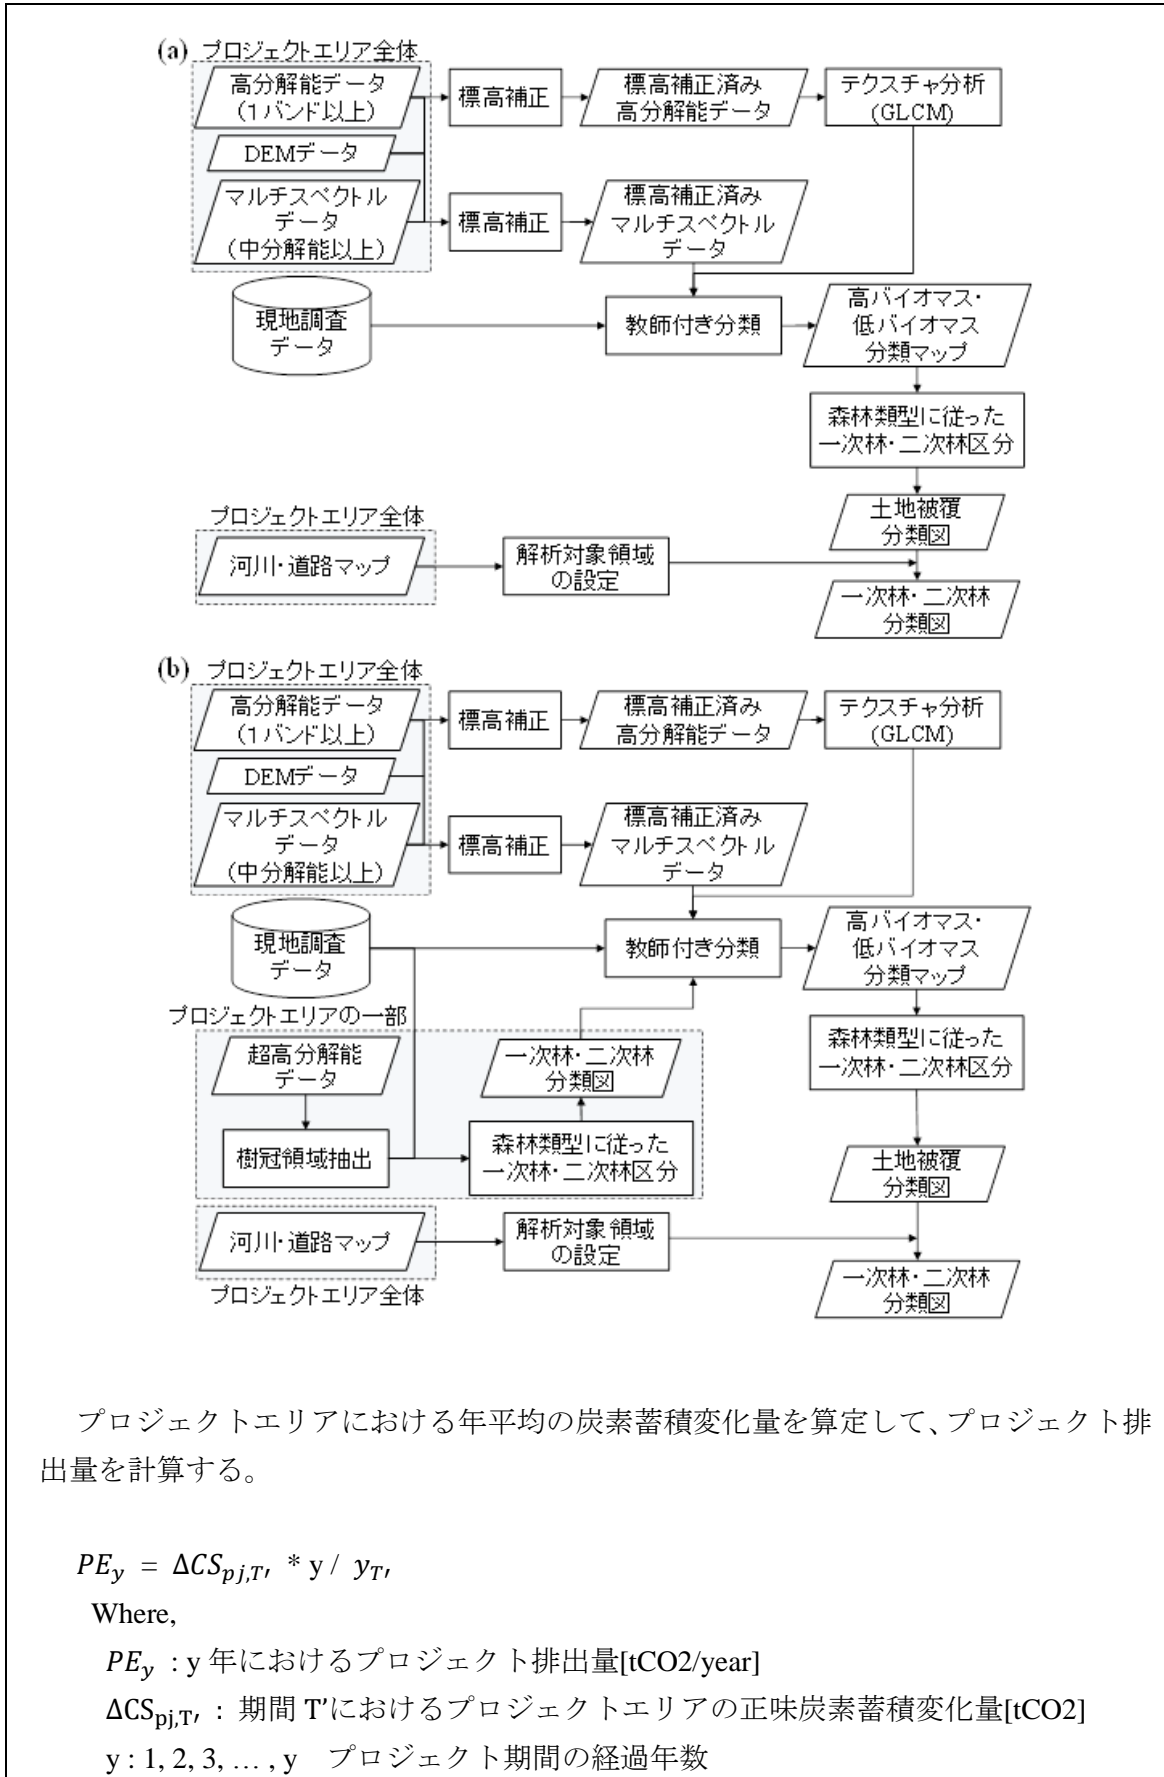 (a) プロジェクトエリア全体
高分解能データ
(1バンド以上)
標高補正
標高補正済み
高分解能データ
テクスチャ分析
(GLCM)
DEMデータ
マルチスペクトル
データ
(中分解能以上)
標高補正
標高補正済み
マルチスペクトル
データ
現地調査
データ
教師付き分類
高バイオマス・
低バイオマス
分類マップ
森林類型に従った
一次林・二次林区分
土地被覆
分類図
プロジェクトエリア全体
河川・道路マップ
解析対象領域
の設定
一次林・二次林
分類図
(b) プロジェクトエリア全体
高分解能データ
(1バンド以上)
標高補正
標高補正済み
高分解能データ
テクスチャ分析
(GLCM)
DEMデータ
マルチスペクトル
データ
(中分解能以上)
標高補正
標高補正済み
マルチスペクトル
データ
現地調査
データ
教師付き分類
高バイオマス・
低バイオマス
分類マップ
プロジェクトエリアの一部
超高分解能
データ
一次林・二次林
分類図
森林類型に従った
一次林・二次林区分
樹冠領域抽出
森林類型に従った
一次林・二次林区分
土地被覆
分類図
河川・道路マップ
解析対象領域
の設定
プロジェクトエリア全体
一次林・二次林
分類図
プロジェクトエリアにおける年平均の炭素蓄積変化量を算定して、プロジェクト排
出量を計算する。
PE_y = ΔCS_{pj,T'} * y / y_{T'}
Where,
PE_y : y 年におけるプロジェクト排出量[tCO2/year]
ΔCS_{pj,T'} : 期間 T'におけるプロジェクトエリアの正味炭素蓄積変化量[tCO2]
y : 1, 2, 3, … , y プロジェクト期間の経過年数